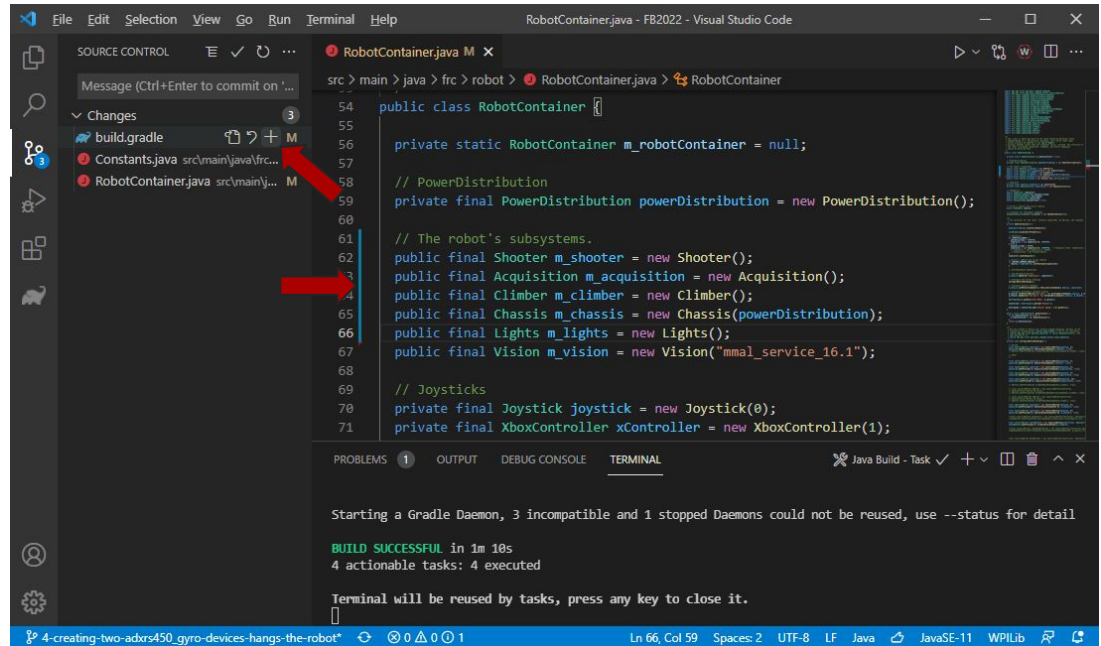 File Edit Selection View Go Run Terminal Help RobotContainer.java - FB2022 - Visual Studio Code
SOURCE CONTROL
RobotContainer.java M
Message (Ctrl+Enter to commit on '...
src > main > java > frc > robot > RobotContainer.java > RobotContainer
Changes 3
build.gradle M
Constants.java src\main\java\frc...
RobotContainer.java src\main\j... M
54 public class RobotContainer {
55
56 private static RobotContainer m_robotContainer = null;
57
58 // PowerDistribution
59 private final PowerDistribution powerDistribution = new PowerDistribution();
60
61 // The robot's subsystems.
62 public final Shooter m_shooter = new Shooter();
3 public final Acquisition m_acquisition = new Acquisition();
4 public final Climber m_climber = new Climber();
65 public final Chassis m_chassis = new Chassis(powerDistribution);
66 public final Lights m_lights = new Lights();
67 public final Vision m_vision = new Vision("mmal_service_16.1");
68
69 // Joysticks
70 private final Joystick joystick = new Joystick(0);
71 private final XboxController xController = new XboxController(1);
PROBLEMS 1 OUTPUT DEBUG CONSOLE TERMINAL Java Build - Task
Starting a Gradle Daemon, 3 incompatible and 1 stopped Daemons could not be reused, use --status for detail
BUILD SUCCESSFUL in 1m 10s
4 actionable tasks: 4 executed
Terminal will be reused by tasks, press any key to close it.
4-creating-two-adxrs450_gyro-devices-hangs-the-robot* 0 0 1 Ln 66, Col 59 Spaces: 2 UTF-8 LF Java JavaSE-11 WPILib